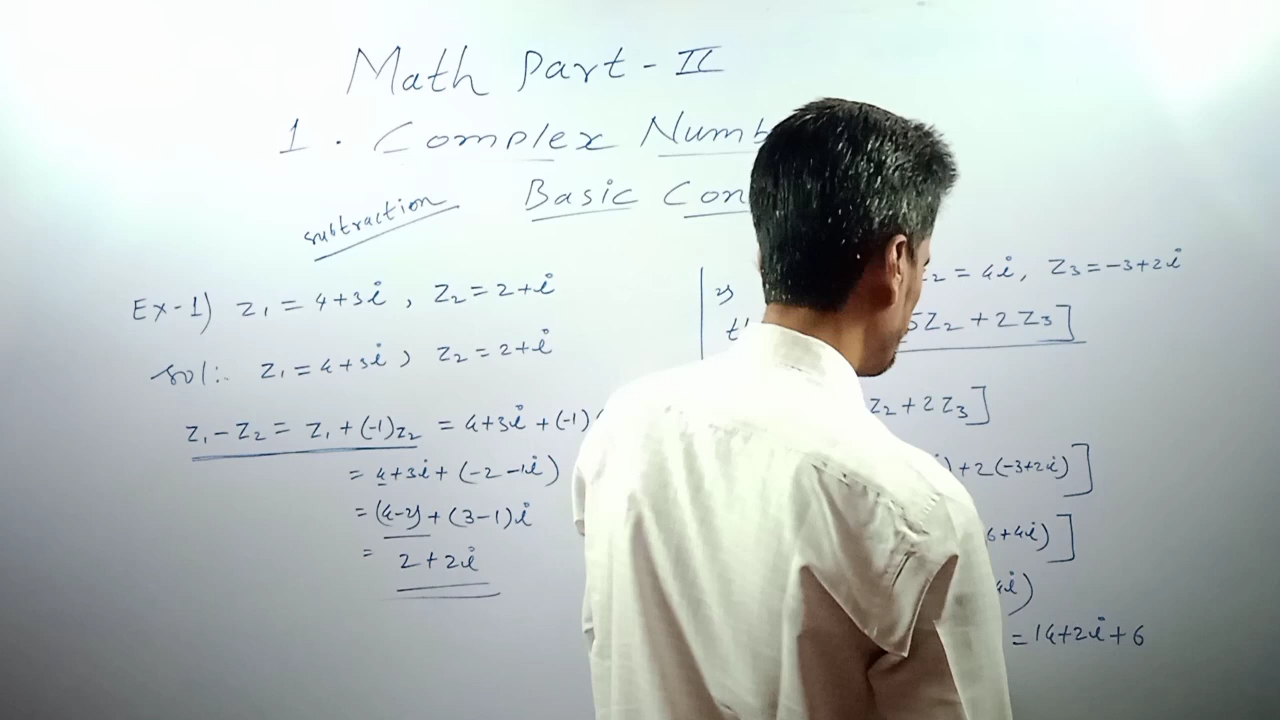 Math Part - II
1. Complex Numb
Basic Con
subtraction
Ex-1) Z₁ = 4+3i , Z₂ = 2+i
sol:. Z₁ = 4+3i ) Z₂ = 2+i
Z₁-Z₂ = Z₁+(-1)Z₂ = 4+3i+(-1)(
= 4+3i+(-2-1i)
= (4-2)+(3-1)i
= 2+2i
Z₂ = 4i, Z₃ = -3+2i
5Z₂+2Z₃]
Z₂+2Z₃]
)+2(-3+2i)]
6+4i)]
4i)
= 14+2i+6